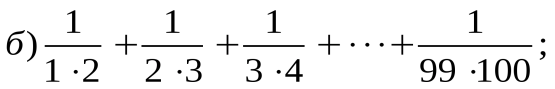 б) 1/(1·2) + 1/(2·3) + 1/(3·4) + ··· + 1/(99·100);